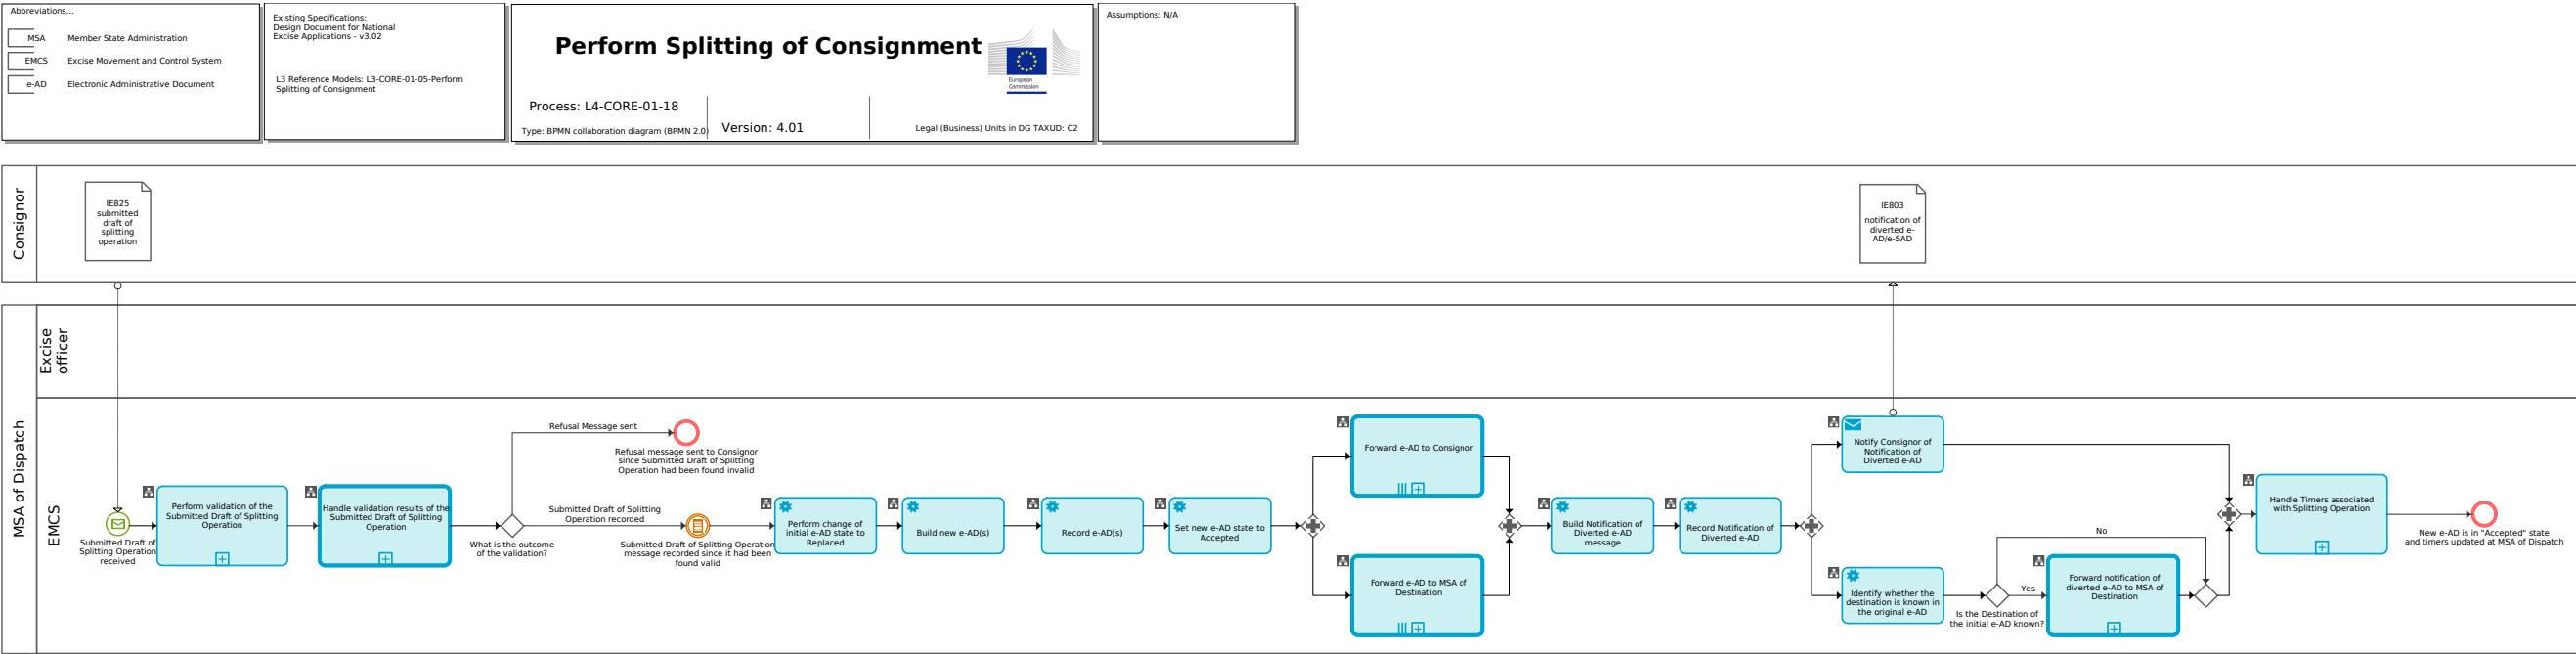 Abbreviations...
MSA Member State Administration
EMCS Excise Movement and Control System
e-AD Electronic Administrative Document
Existing Specifications:
Design Document for National
Excise Applications - v3.02
L3 Reference Models: L3-CORE-01-05-Perform
Splitting of Consignment
Perform Splitting of Consignment
European
Commission
Process: L4-CORE-01-18
Type: BPMN collaboration diagram (BPMN 2.0)
Version: 4.01
Legal (Business) Units in DG TAXUD: C2
Assumptions: N/A
Consignor
IE825
submitted
draft of
splitting
operation
IE803
notification of
diverted e-
AD/e-SAD
MSA of Dispatch
Excise
officer
EMCS
Submitted Draft of
Splitting Operation
received
Perform validation of the
Submitted Draft of Splitting
Operation
Handle validation results of the
Submitted Draft of Splitting
Operation
What is the outcome
of the validation?
Refusal Message sent
Refusal message sent to Consignor
since Submitted Draft of Splitting
Operation had been found invalid
Submitted Draft of Splitting
Operation recorded
Submitted Draft of Splitting Operation
message recorded since it had been
found valid
Perform change of
initial e-AD state to
Replaced
Build new e-AD(s)
Record e-AD(s)
Set new e-AD state to
Accepted
Forward e-AD to Consignor
Forward e-AD to MSA of
Destination
Build Notification of
Diverted e-AD
message
Record Notification of
Diverted e-AD
Notify Consignor of
Notification of
Diverted e-AD
Identify whether the
destination is known in
the original e-AD
Is the Destination of
the initial e-AD known?
No
Yes
Forward notification of
diverted e-AD to MSA of
Destination
Handle Timers associated
with Splitting Operation
New e-AD is in "Accepted" state
and timers updated at MSA of Dispatch